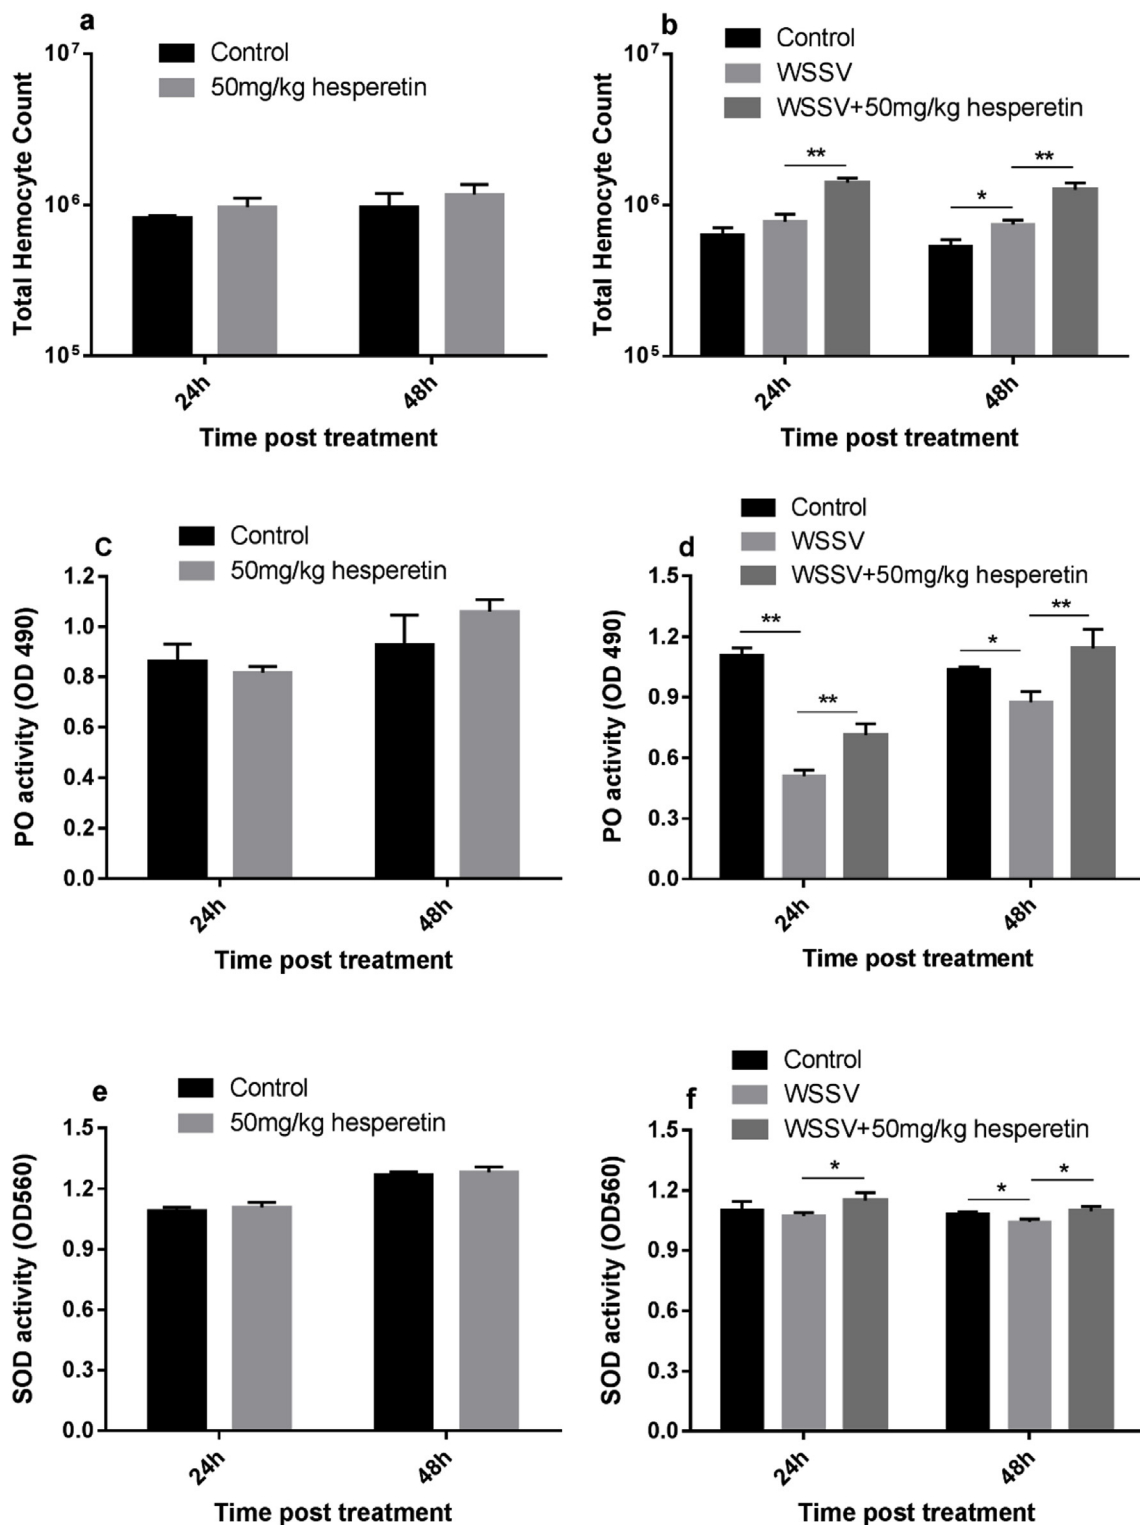 a
Control
50mg/kg hesperetin
10⁷
10⁶
10⁵
Total Hemocyte Count
24h
48h
Time post treatment
b
Control
WSSV
WSSV+50mg/kg hesperetin
10⁷
10⁶
10⁵
Total Hemocyte Count
**
*
**
24h
48h
Time post treatment
C
Control
50mg/kg hesperetin
1.2
1.0
0.8
0.6
0.4
0.2
0.0
PO activity (OD 490)
24h
48h
Time post treatment
d
Control
WSSV
WSSV+50mg/kg hesperetin
1.5
1.2
0.9
0.6
0.3
0.0
PO activity (OD 490)
**
**
*
**
24h
48h
Time post treatment
e
Control
50mg/kg hesperetin
1.5
1.2
0.9
0.6
0.3
0.0
SOD activity (OD560)
24h
48h
Time post treatment
f
Control
WSSV
WSSV+50mg/kg hesperetin
1.5
1.2
0.9
0.6
0.3
0.0
SOD activity (OD560)
*
*
*
24h
48h
Time post treatment